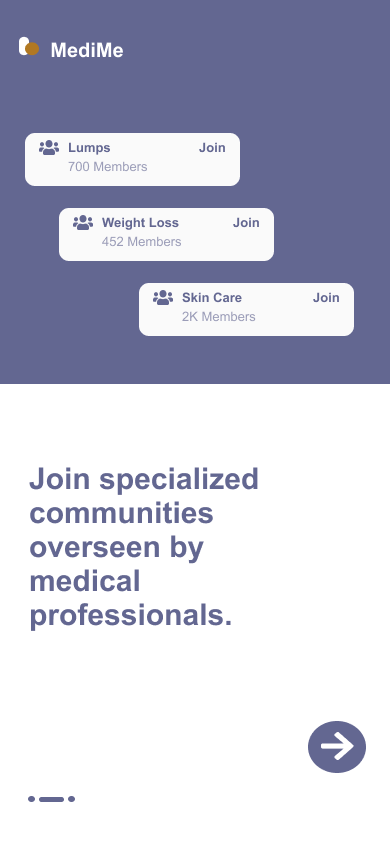 MediMe
Lumps Join
700 Members
Weight Loss Join
452 Members
Skin Care Join
2K Members
Join specialized
communities
overseen by
medical
professionals.